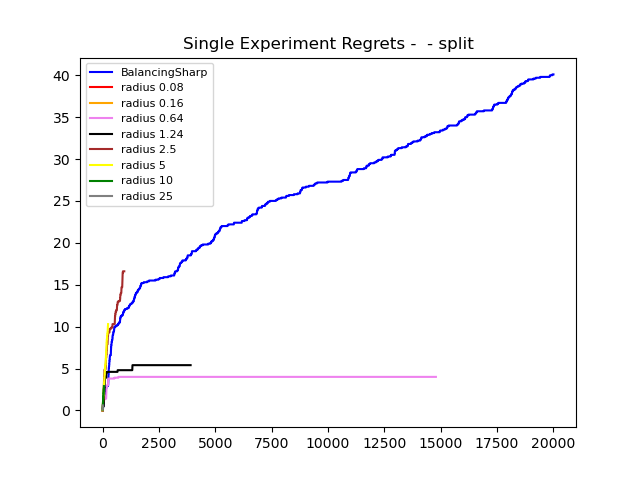 Single Experiment Regrets -  - split
BalancingSharp
radius 0.08
radius 0.16
radius 0.64
radius 1.24
radius 2.5
radius 5
radius 10
radius 25
40
35
30
25
20
15
10
5
0
0 2500 5000 7500 10000 12500 15000 17500 20000